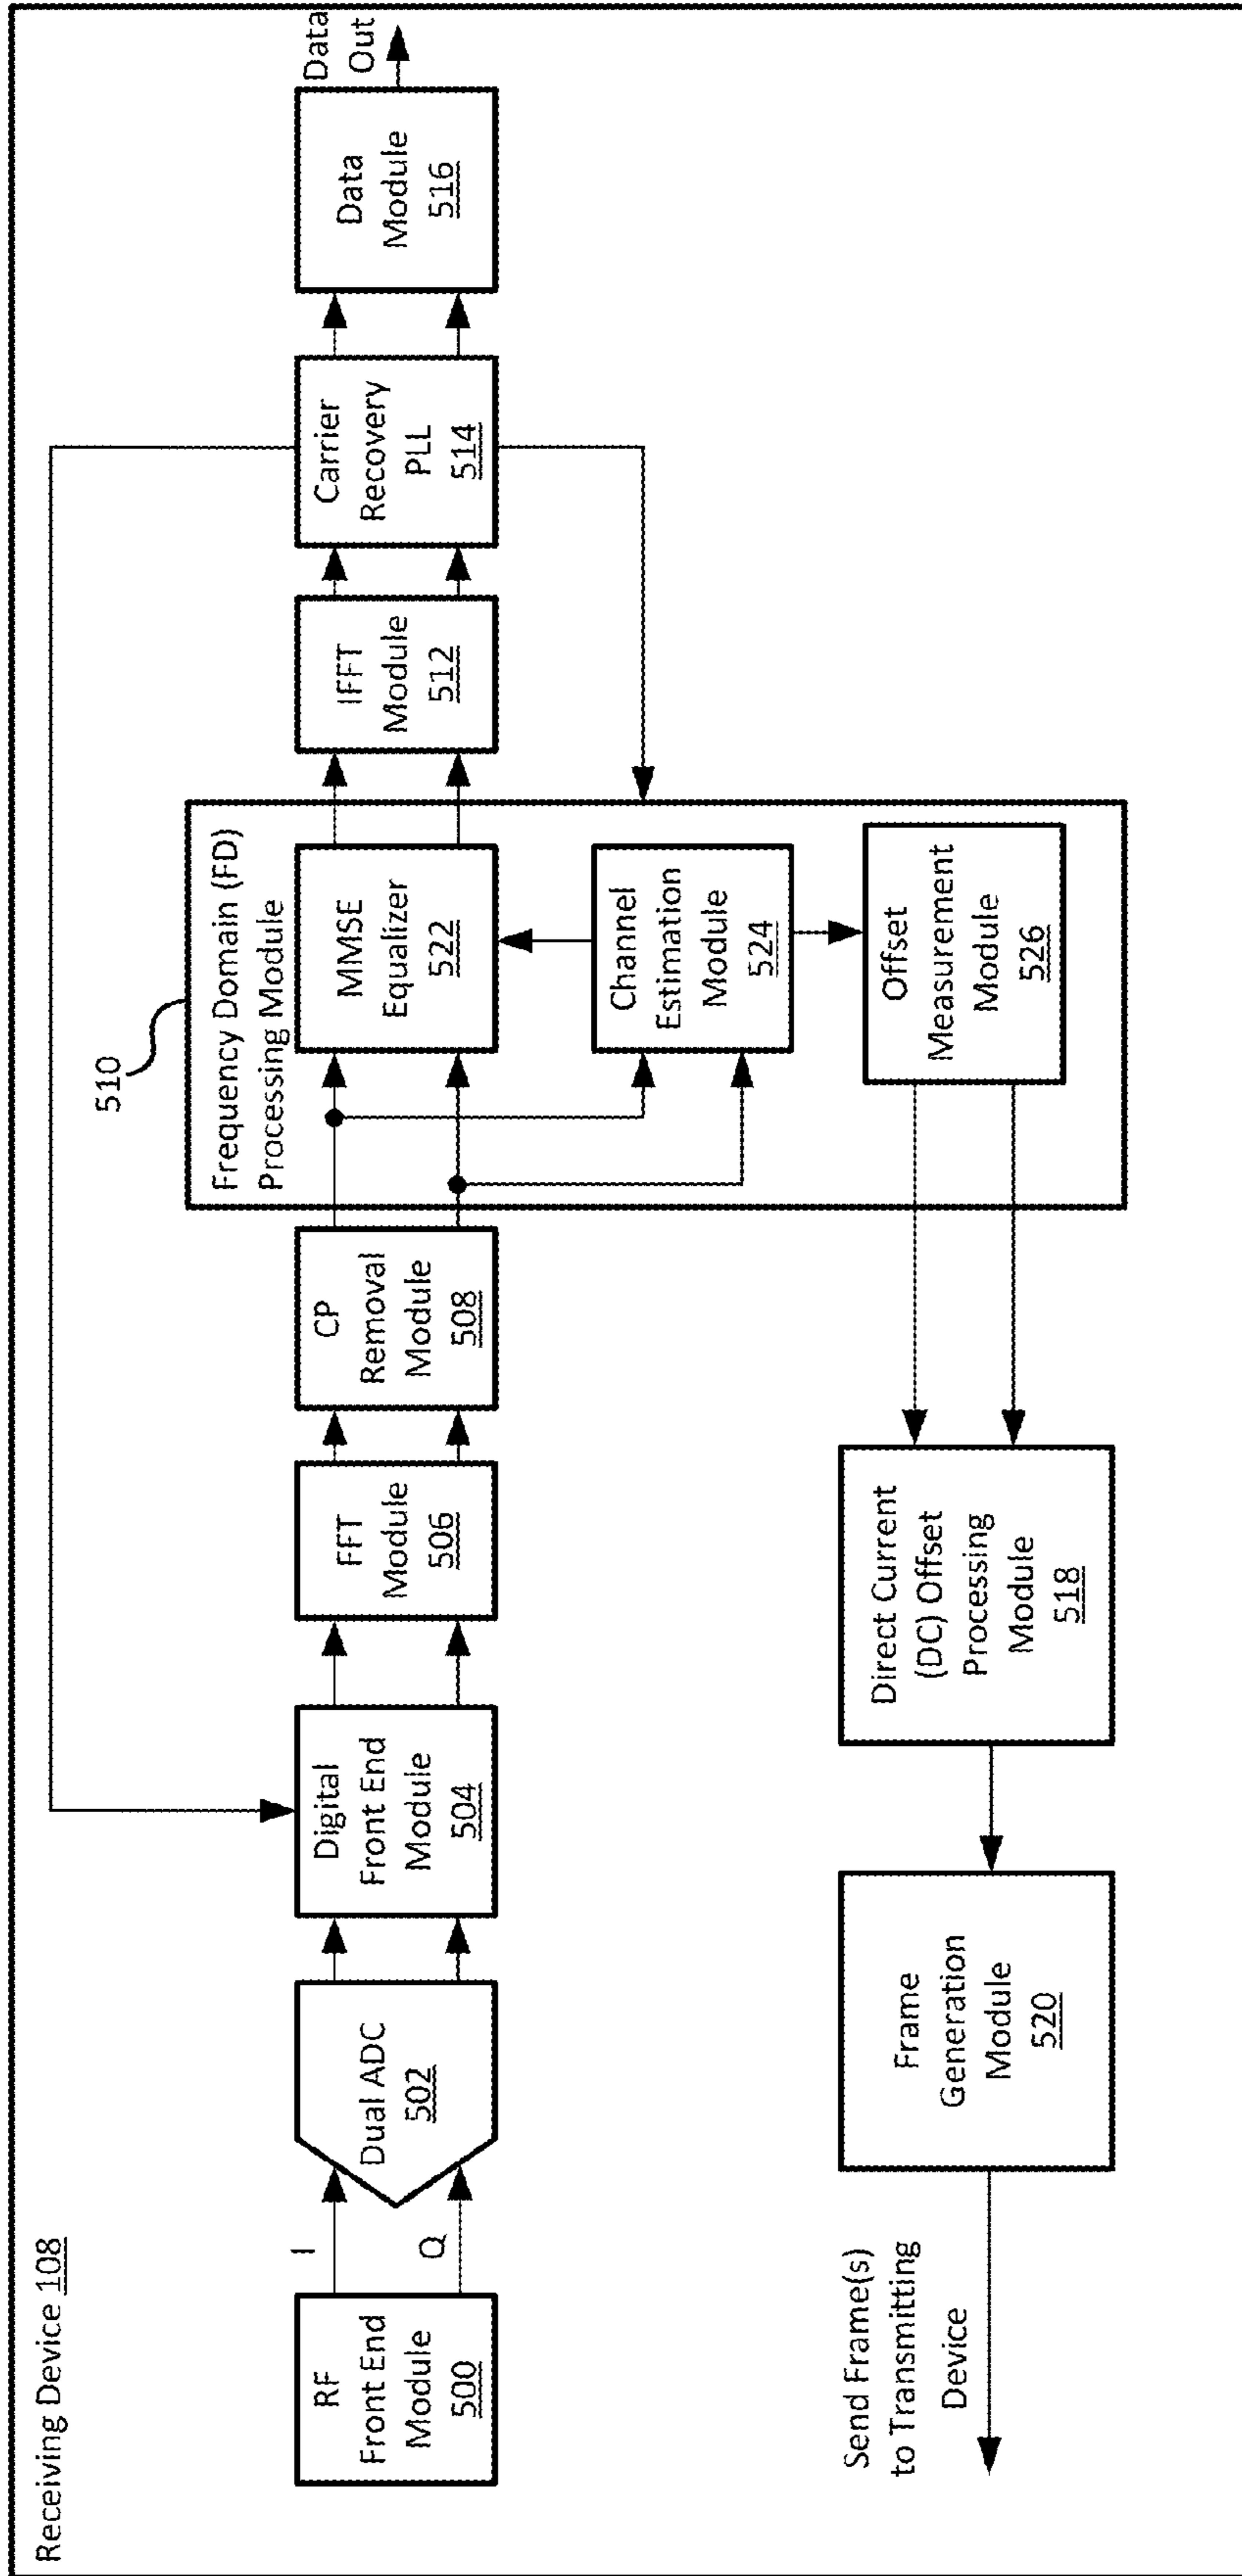 Receiving Device 108
RF
Front End
Module
500
I
Q
Dual ADC
502
Digital
Front End
Module
504
FFT
Module
506
CP
Removal
Module
508
510
Frequency Domain (FD)
Processing Module
MMSE
Equalizer
522
Channel
Estimation
Module
524
Offset
Measurement
Module
526
IFFT
Module
512
Carrier
Recovery
PLL
514
Data
Module
516
Data
Out
Direct Current
(DC) Offset
Processing
Module
518
Frame
Generation
Module
520
Send Frame(s)
to Transmitting
Device